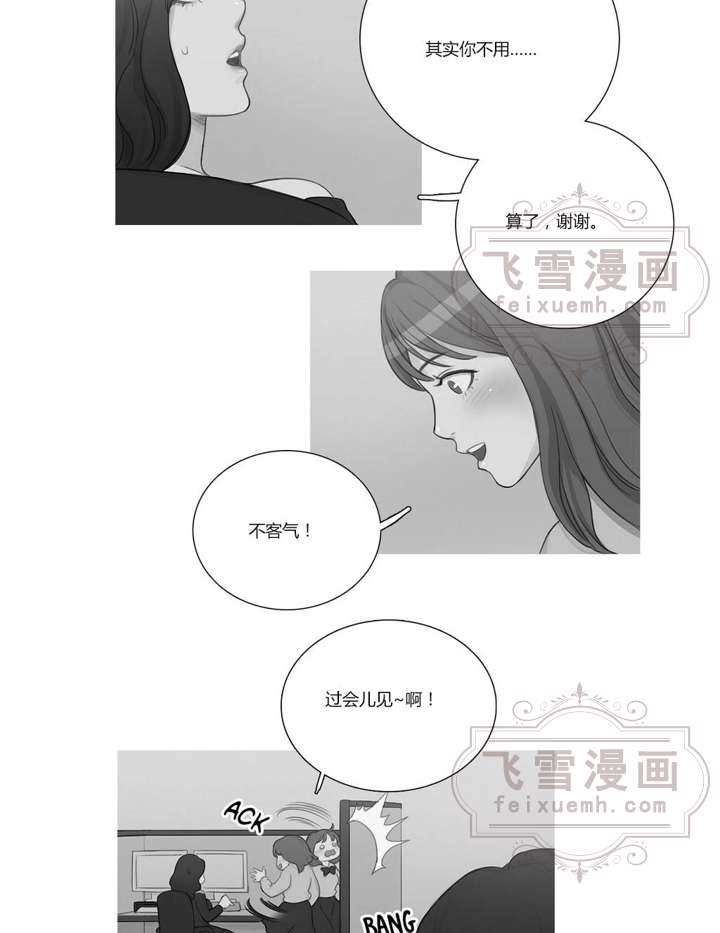 其实你不用……
算了，谢谢。
飞雪漫画
feixuemh.com
不客气！
过会儿见~啊！
飞雪漫画
feixuemh.com
ACK
BANG